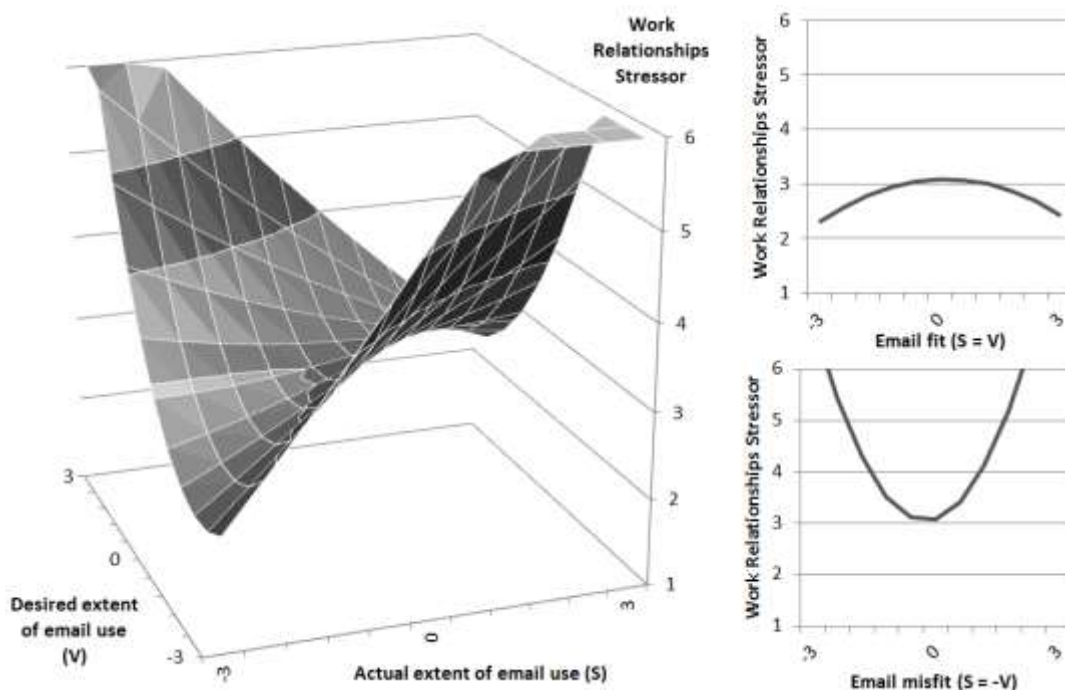 Work
Relationships
Stressor
6
5
4
3
2
1
3
0
-3
Desired extent
of email use
(V)
-3
0
3
Actual extent of email use (S)
Work Relationships Stressor
6
5
4
3
2
1
-3
0
3
Email fit (S = V)
Work Relationships Stressor
6
5
4
3
2
1
-3
0
3
Email misfit (S = -V)